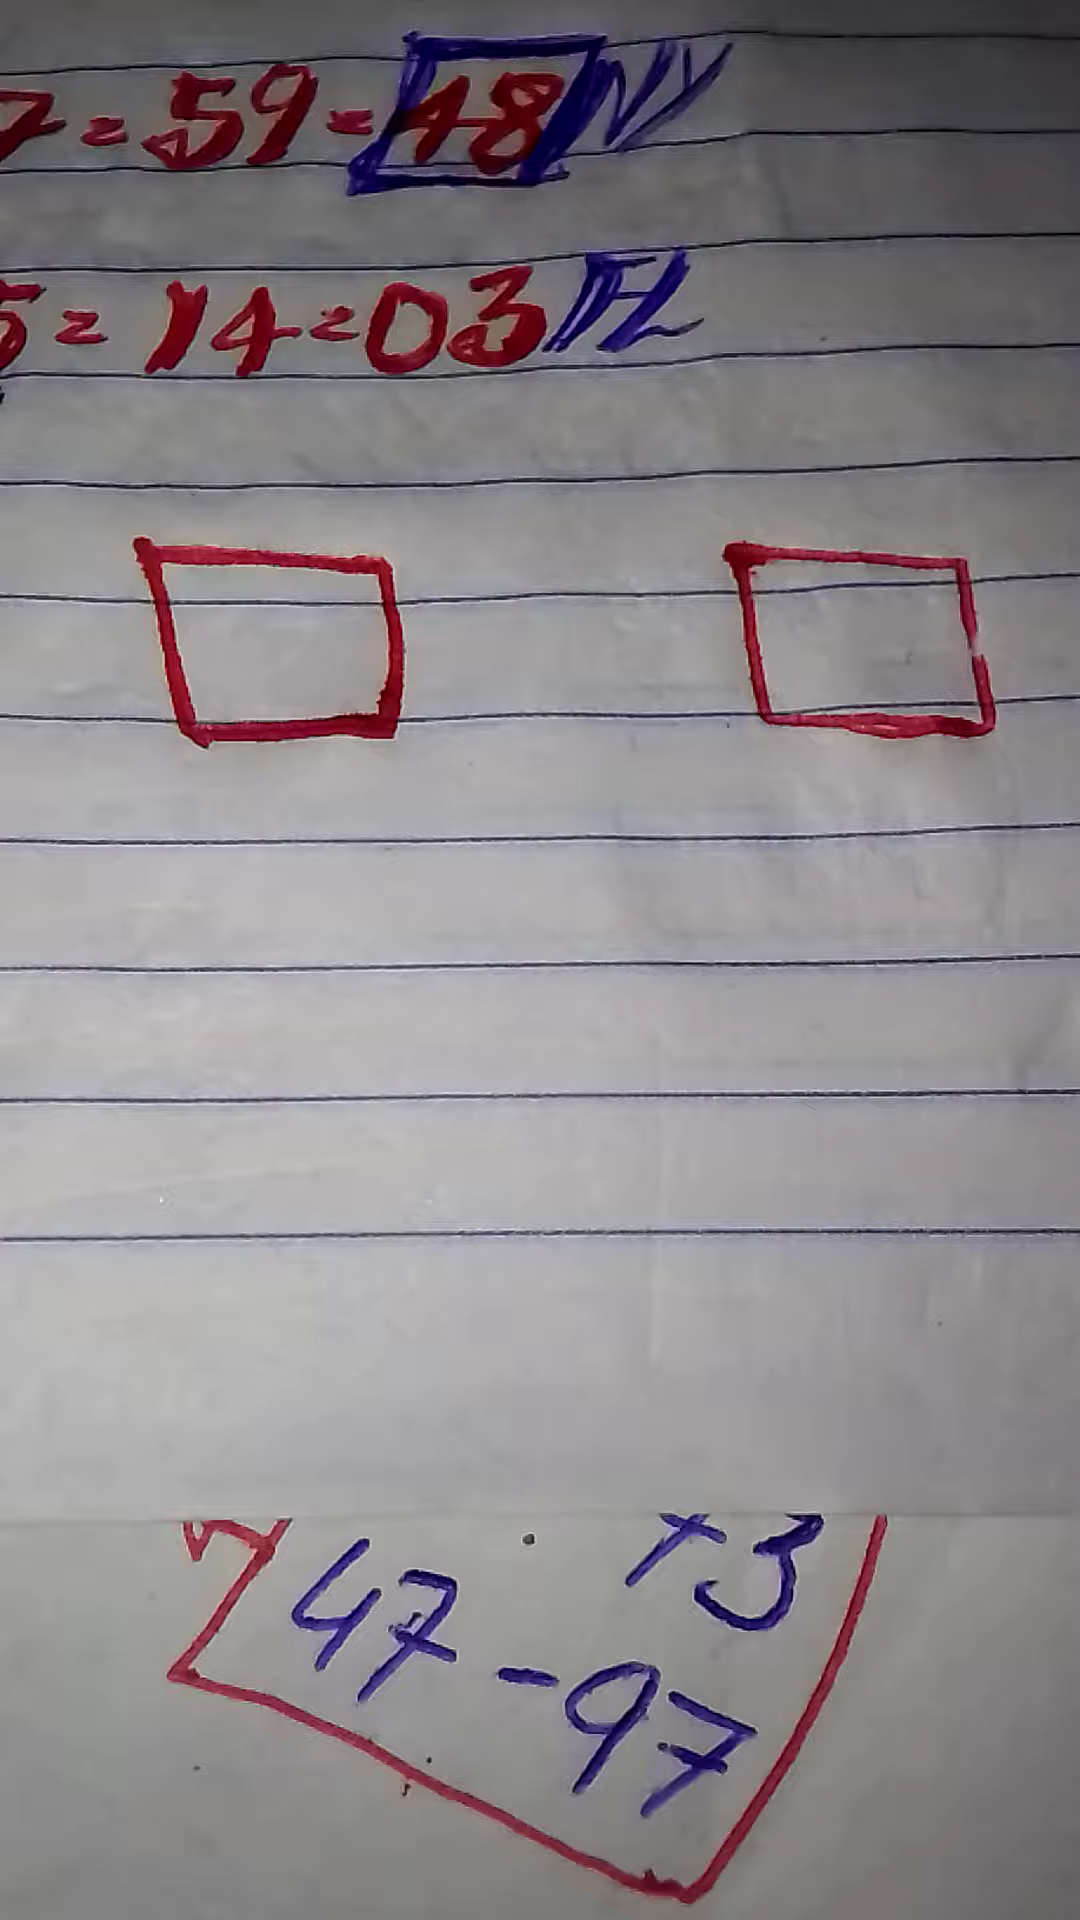 7 = 59 = 48 NY
5 = 14 = 03 FL
+3
47 - 97